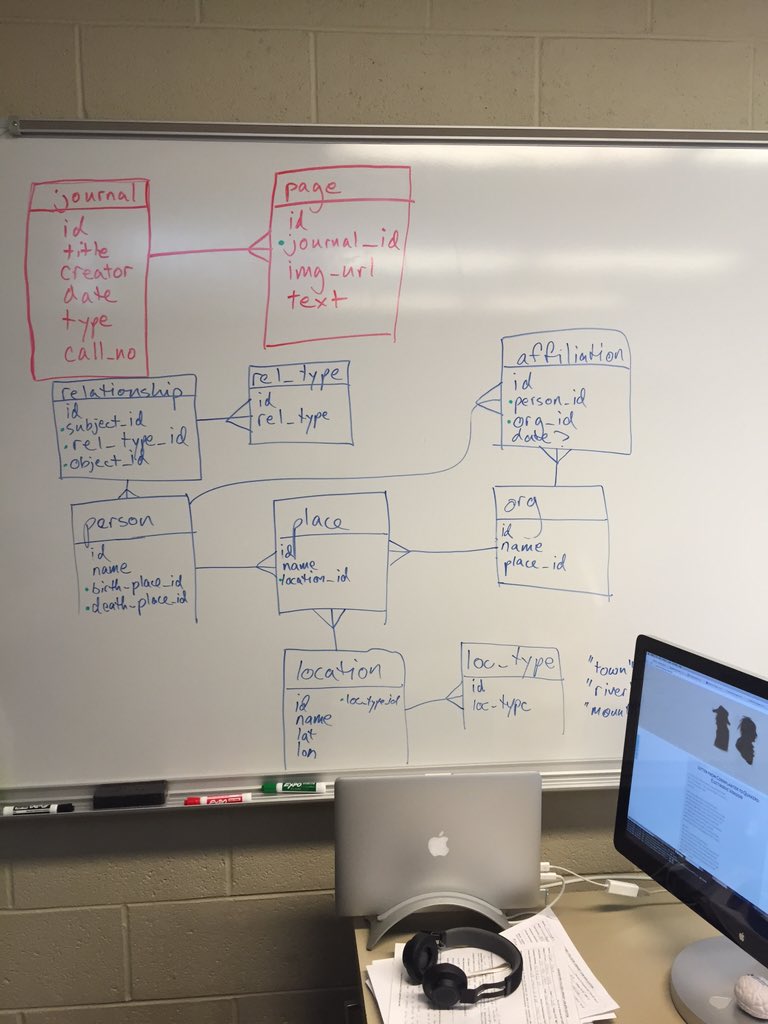 journal
id
title
creator
date
type
call_no
page
id
journal_id
img_url
text
relationship
id
subject_id
rel_type_id
object_id
rel_type
id
rel_type
affiliation
id
person_id
org_id
date?
person
id
name
birth_place_id
death_place_id
place
id
name
location_id
org
id
name
place_id
location
id
loc_type_id
name
lat
lon
loc_type
id
loc_type
"town"
"river
"moun
EXPO
EXPO